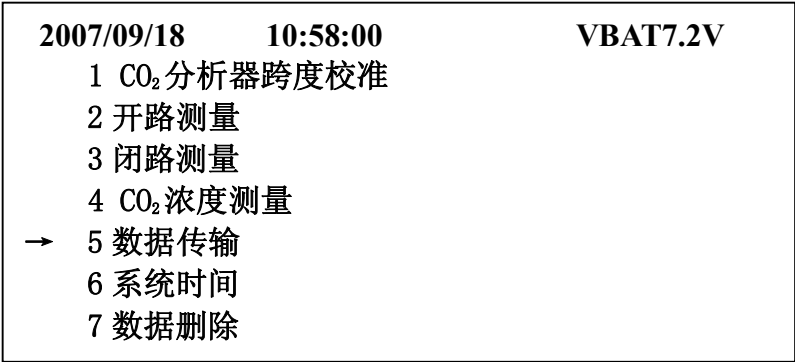 2007/09/18 10:58:00 VBAT7.2V
1 CO₂分析器跨度校准
2 开路测量
3 闭路测量
4 CO₂浓度测量
→ 5 数据传输
6 系统时间
7 数据删除